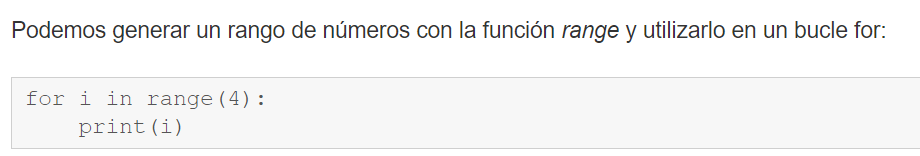 Podemos generar un rango de números con la función range y utilizarlo en un bucle for:
for i in range(4):
    print(i)